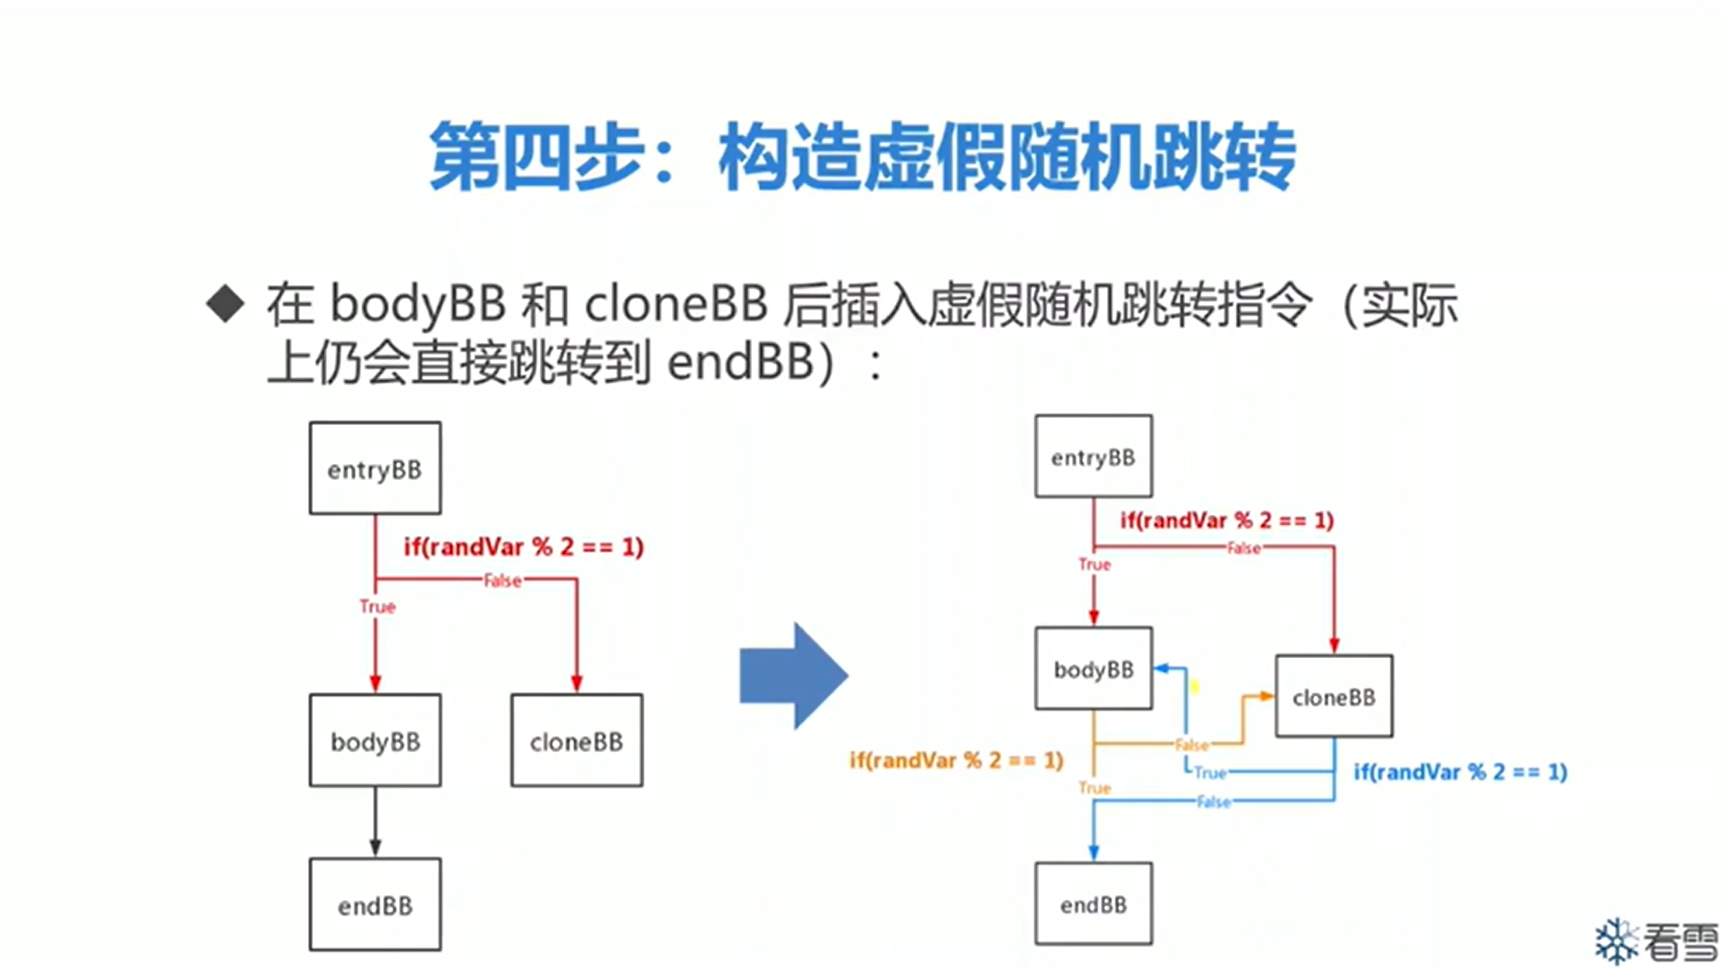 第四步：构造虚假随机跳转
在 bodyBB 和 cloneBB 后插入虚假随机跳转指令（实际
上仍会直接跳转到 endBB）：
entryBB
if(randVar % 2 == 1)
False
True
bodyBB
cloneBB
endBB
entryBB
if(randVar % 2 == 1)
False
True
bodyBB
cloneBB
False
if(randVar % 2 == 1)
True
if(randVar % 2 == 1)
True
False
endBB
看雪